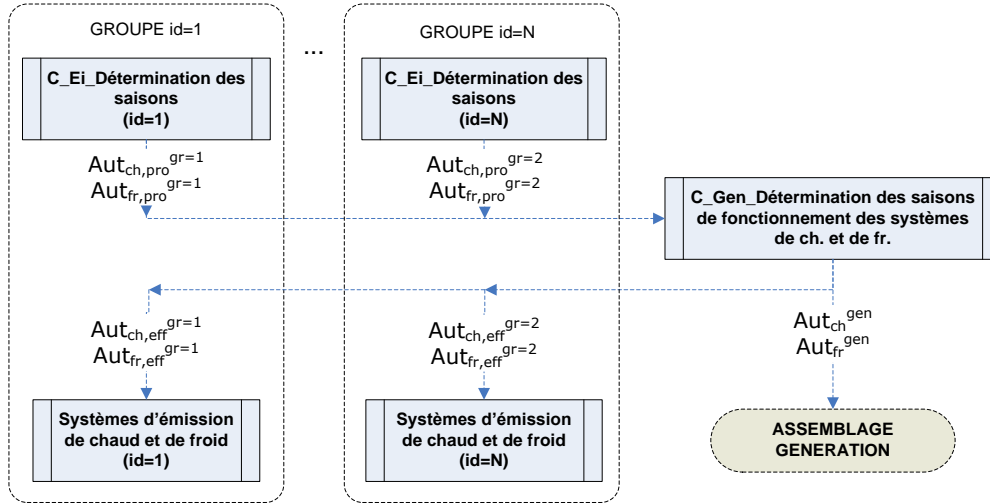 GROUPE id=1
...
GROUPE id=N
C_Ei_Détermination des
saisons
(id=1)
C_Ei_Détermination des
saisons
(id=N)
Aut_ch,pro^gr=1
Aut_fr,pro^gr=1
Aut_ch,pro^gr=2
Aut_fr,pro^gr=2
C_Gen_Détermination des saisons
de fonctionnement des systèmes
de ch. et de fr.
Aut_ch,eff^gr=1
Aut_fr,eff^gr=1
Aut_ch,eff^gr=2
Aut_fr,eff^gr=2
Aut_ch^gen
Aut_fr^gen
Systèmes d'émission
de chaud et de froid
(id=1)
Systèmes d'émission
de chaud et de froid
(id=N)
ASSEMBLAGE
GENERATION